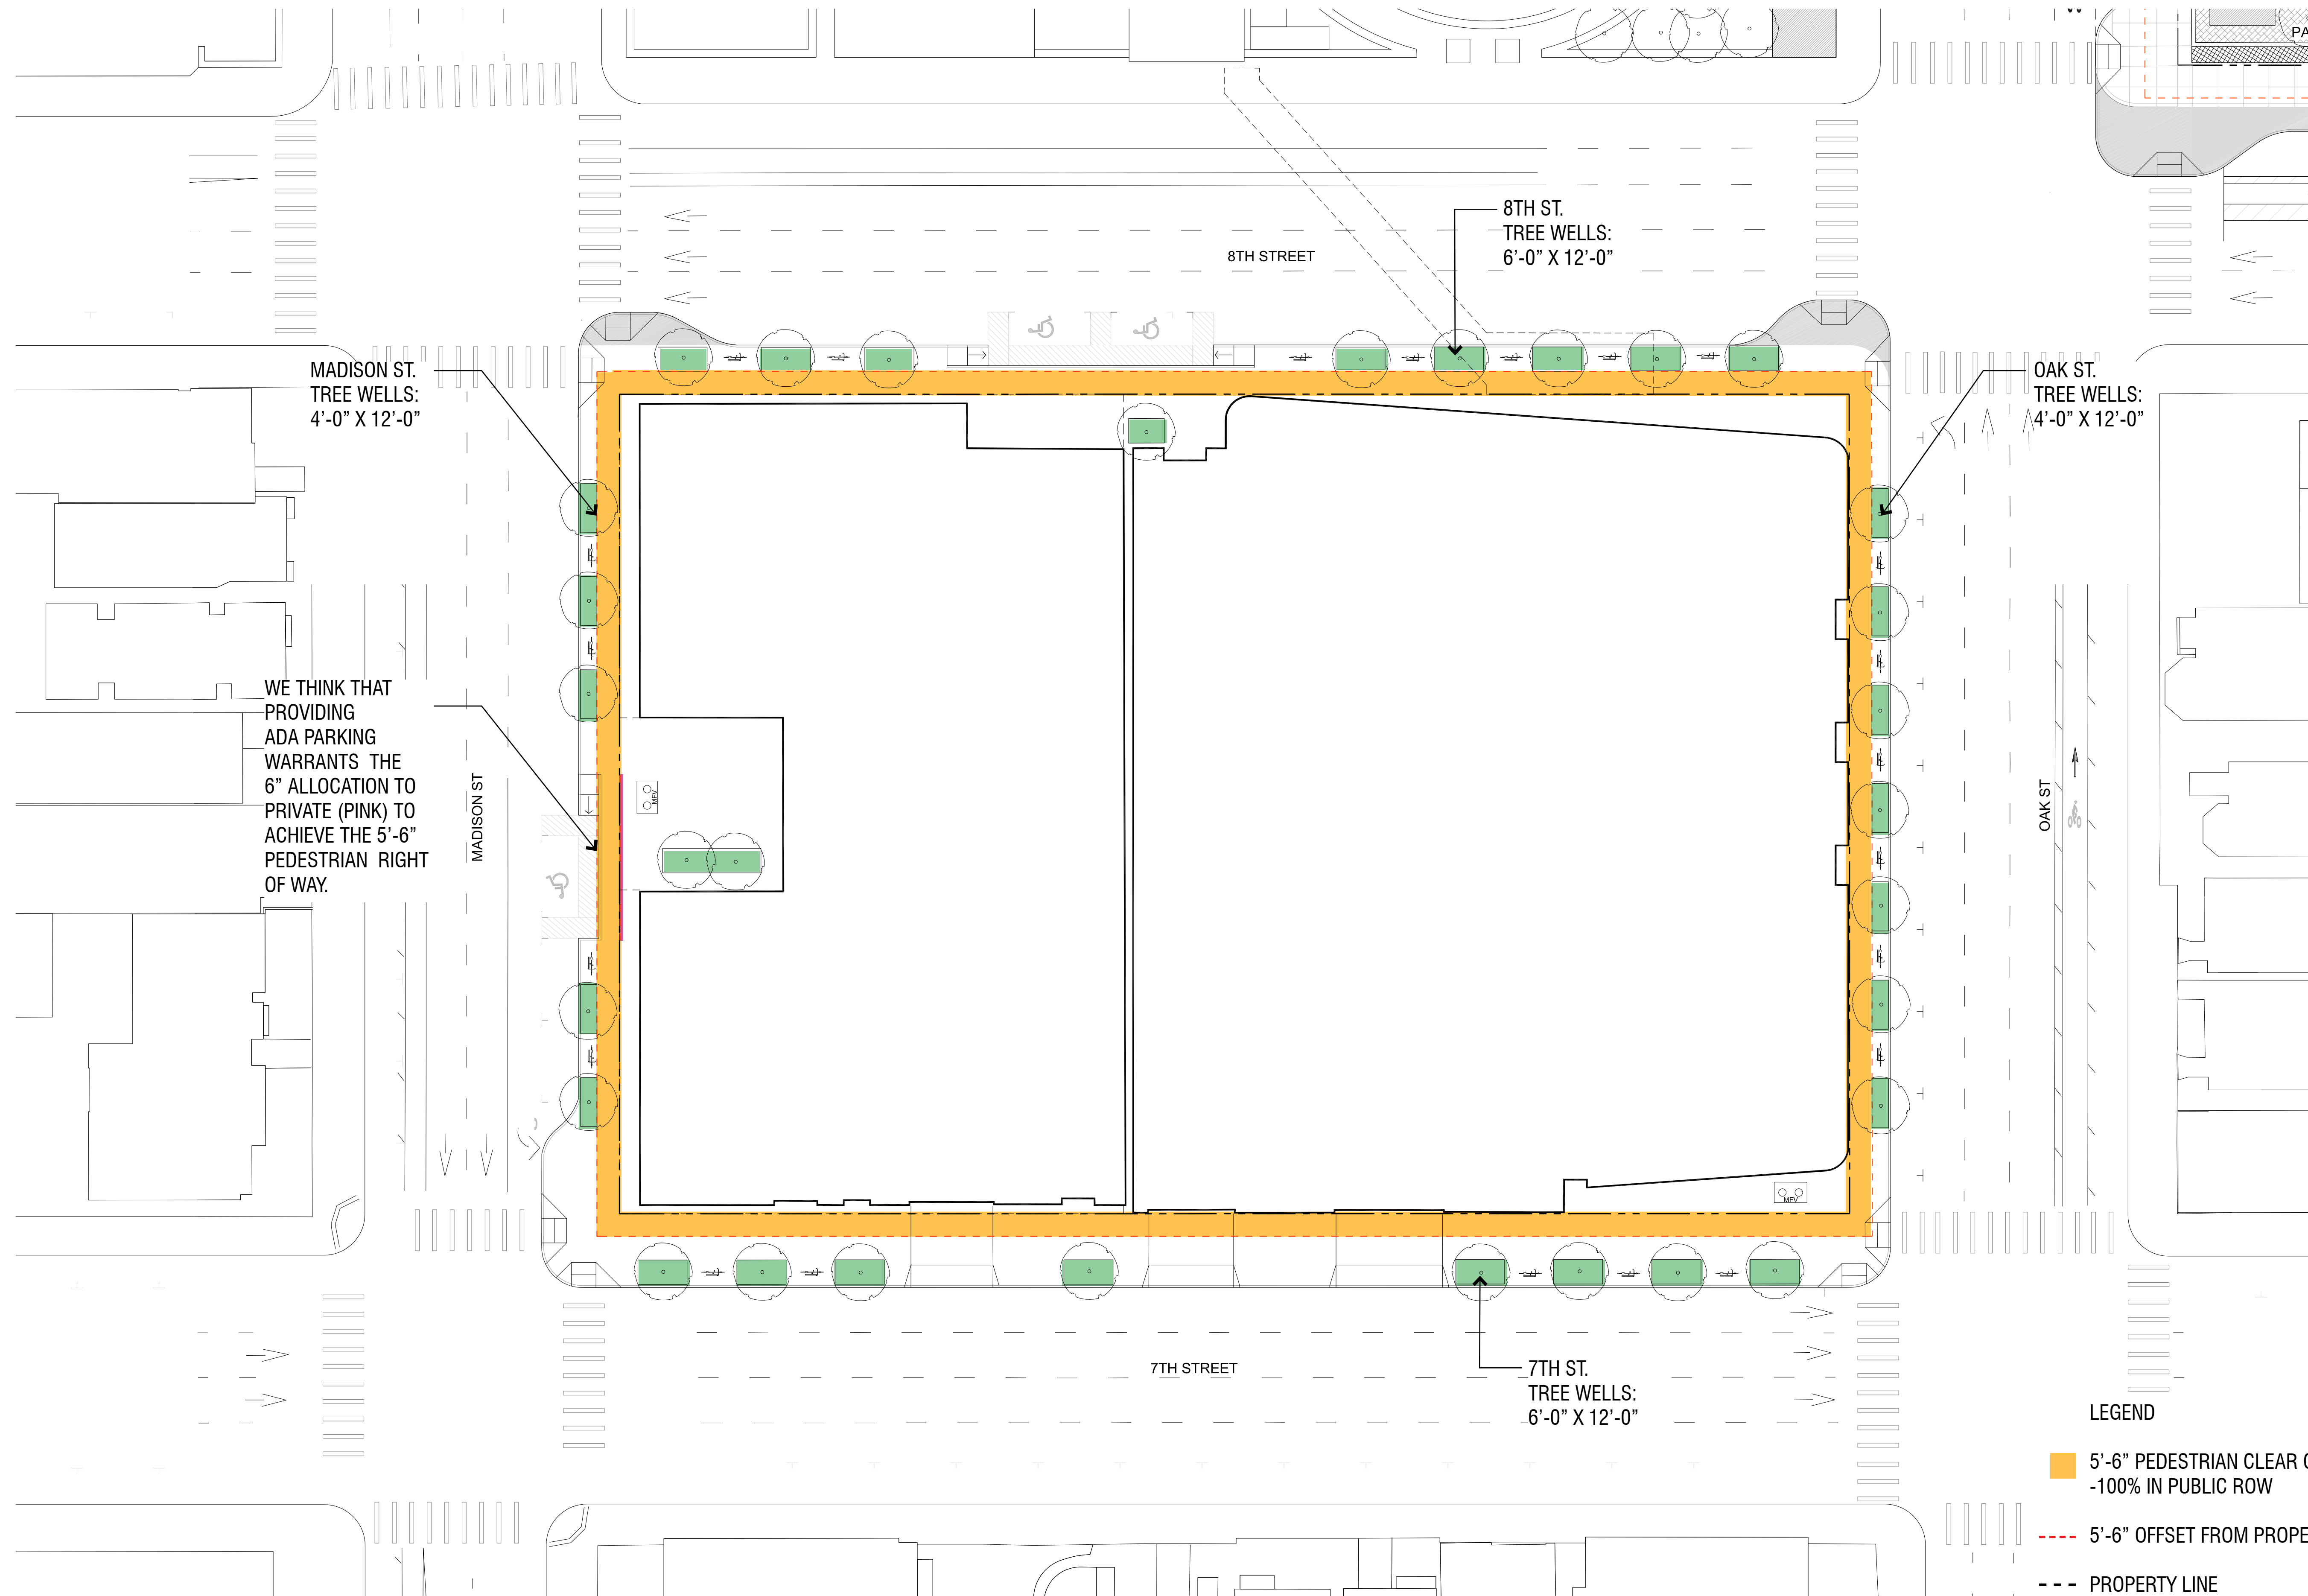 PA
8TH ST.
TREE WELLS:
6’-0” X 12’-0”
8TH STREET
MADISON ST.
TREE WELLS:
4’-0” X 12’-0”
OAK ST.
TREE WELLS:
4’-0” X 12’-0”
WE THINK THAT
PROVIDING
ADA PARKING
WARRANTS THE
6” ALLOCATION TO
PRIVATE (PINK) TO
ACHIEVE THE 5’-6”
PEDESTRIAN RIGHT
OF WAY.
MADISON ST
MFV
OAK ST
MFV
7TH STREET
7TH ST.
TREE WELLS:
6’-0” X 12’-0”
LEGEND
5’-6” PEDESTRIAN CLEAR
-100% IN PUBLIC ROW
5’-6” OFFSET FROM PROPE
PROPERTY LINE